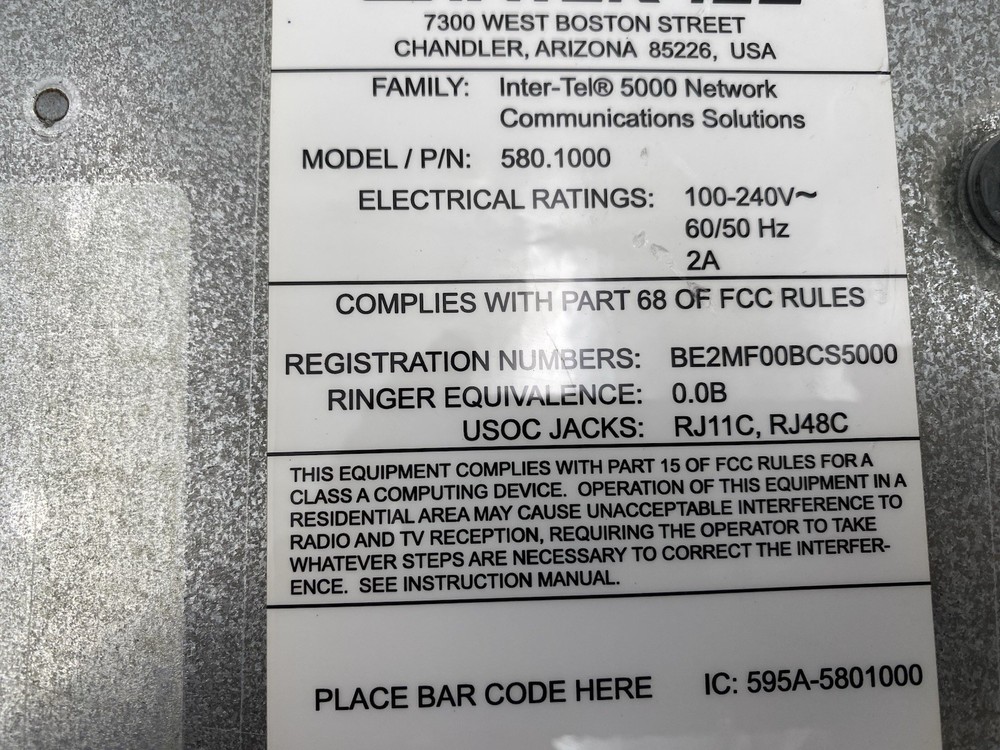 7300 WEST BOSTON STREET
CHANDLER, ARIZONA 85226, USA
FAMILY: Inter-Tel® 5000 Network
Communications Solutions
MODEL / P/N: 580.1000
ELECTRICAL RATINGS: 100-240V~
60/50 Hz
2A
COMPLIES WITH PART 68 OF FCC RULES
REGISTRATION NUMBERS: BE2MF00BCS5000
RINGER EQUIVALENCE: 0.0B
USOC JACKS: RJ11C, RJ48C
THIS EQUIPMENT COMPLIES WITH PART 15 OF FCC RULES FOR A
CLASS A COMPUTING DEVICE. OPERATION OF THIS EQUIPMENT IN A
RESIDENTIAL AREA MAY CAUSE UNACCEPTABLE INTERFERENCE TO
RADIO AND TV RECEPTION, REQUIRING THE OPERATOR TO TAKE
WHATEVER STEPS ARE NECESSARY TO CORRECT THE INTERFER-
ENCE. SEE INSTRUCTION MANUAL.
PLACE BAR CODE HERE IC: 595A-5801000